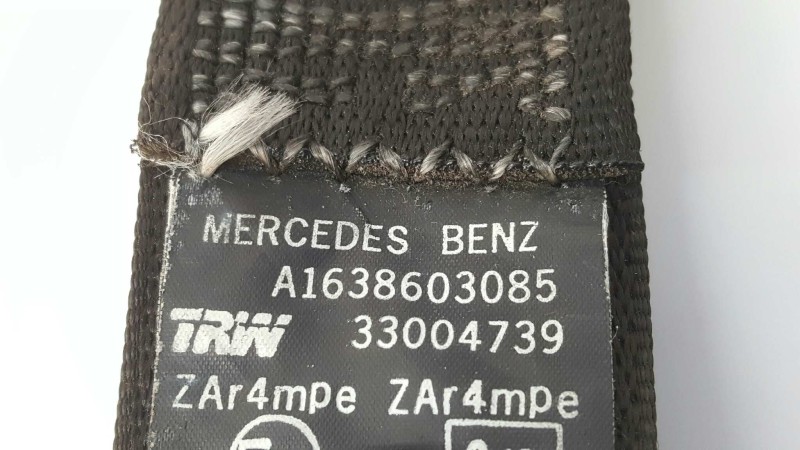 MERCEDES BENZ
A1638603085
TRW 33004739
ZAr4mpe ZAr4mpe